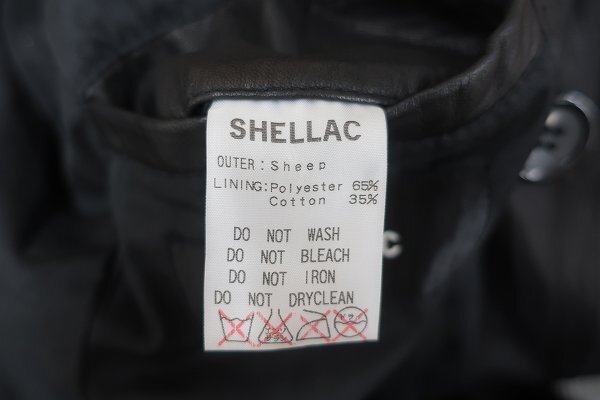 SHELLAC
OUTER: Sheep
LINING: Polyester 65%
Cotton 35%
DO NOT WASH
DO NOT BLEACH
DO NOT IRON
DO NOT DRYCLEAN
c